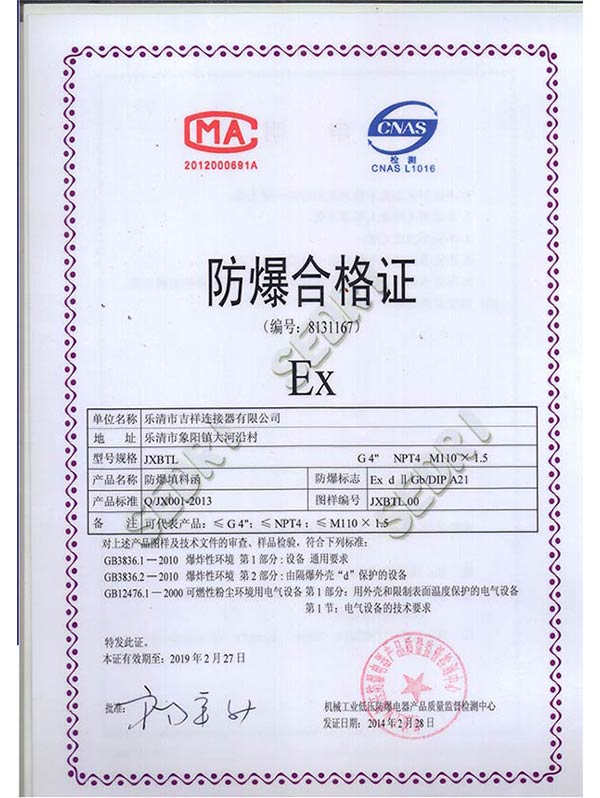 MA
2012000691A
CNAS
检 测
CNAS L1016
防爆合格证
（编号：8131167）
Ex
单位名称 乐清市吉祥连接器有限公司
地 址 乐清市象阳镇大河沿村
型号规格 JXBTL G 4" NPT4 M110×1.5
产品名称 防爆填料函 防爆标志 Ex d Ⅱ Gb/DIP A21
产品标准 Q/JX001-2013 图样编号 JXBTL.00
备 注 可代表产品：≤ G 4"；≤ NPT4 ；≤ M110×1.5
对上述产品图样及技术文件的审查、样品检验，符合下列标准：
GB3836.1—2010 爆炸性环境 第 1 部分：设备 通用要求
GB3836.2—2010 爆炸性环境 第 2 部分：由隔爆外壳“d”保护的设备
GB12476.1—2000 可燃性粉尘环境用电气设备 第 1 部分：用外壳和限制表面温度保护的电气设备
第 1 节：电气设备的技术要求
特发此证。
本证有效期至：2019 年 2 月 27 日
批准：
机械工业低压防爆电器产品质量监督检测中心
发证日期：2014 年 2 月 28 日
SEDRI
SEDRI
SEDRI
SEDRI